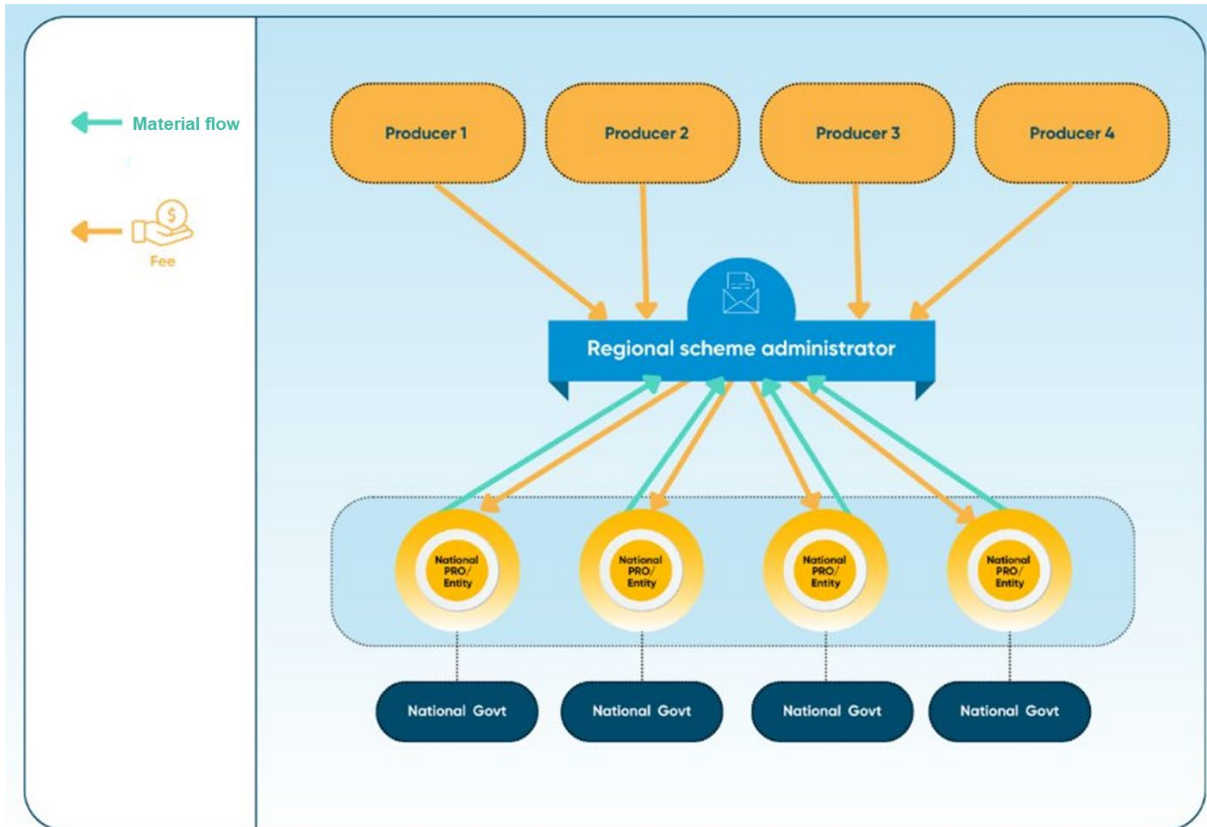 Material flow
$
Fee
Producer 1
Producer 2
Producer 3
Producer 4
Regional scheme administrator
National
PRO/
Entity
National
PRO/
Entity
National
PRO/
Entity
National
PRO/
Entity
National Govt
National Govt
National Govt
National Govt